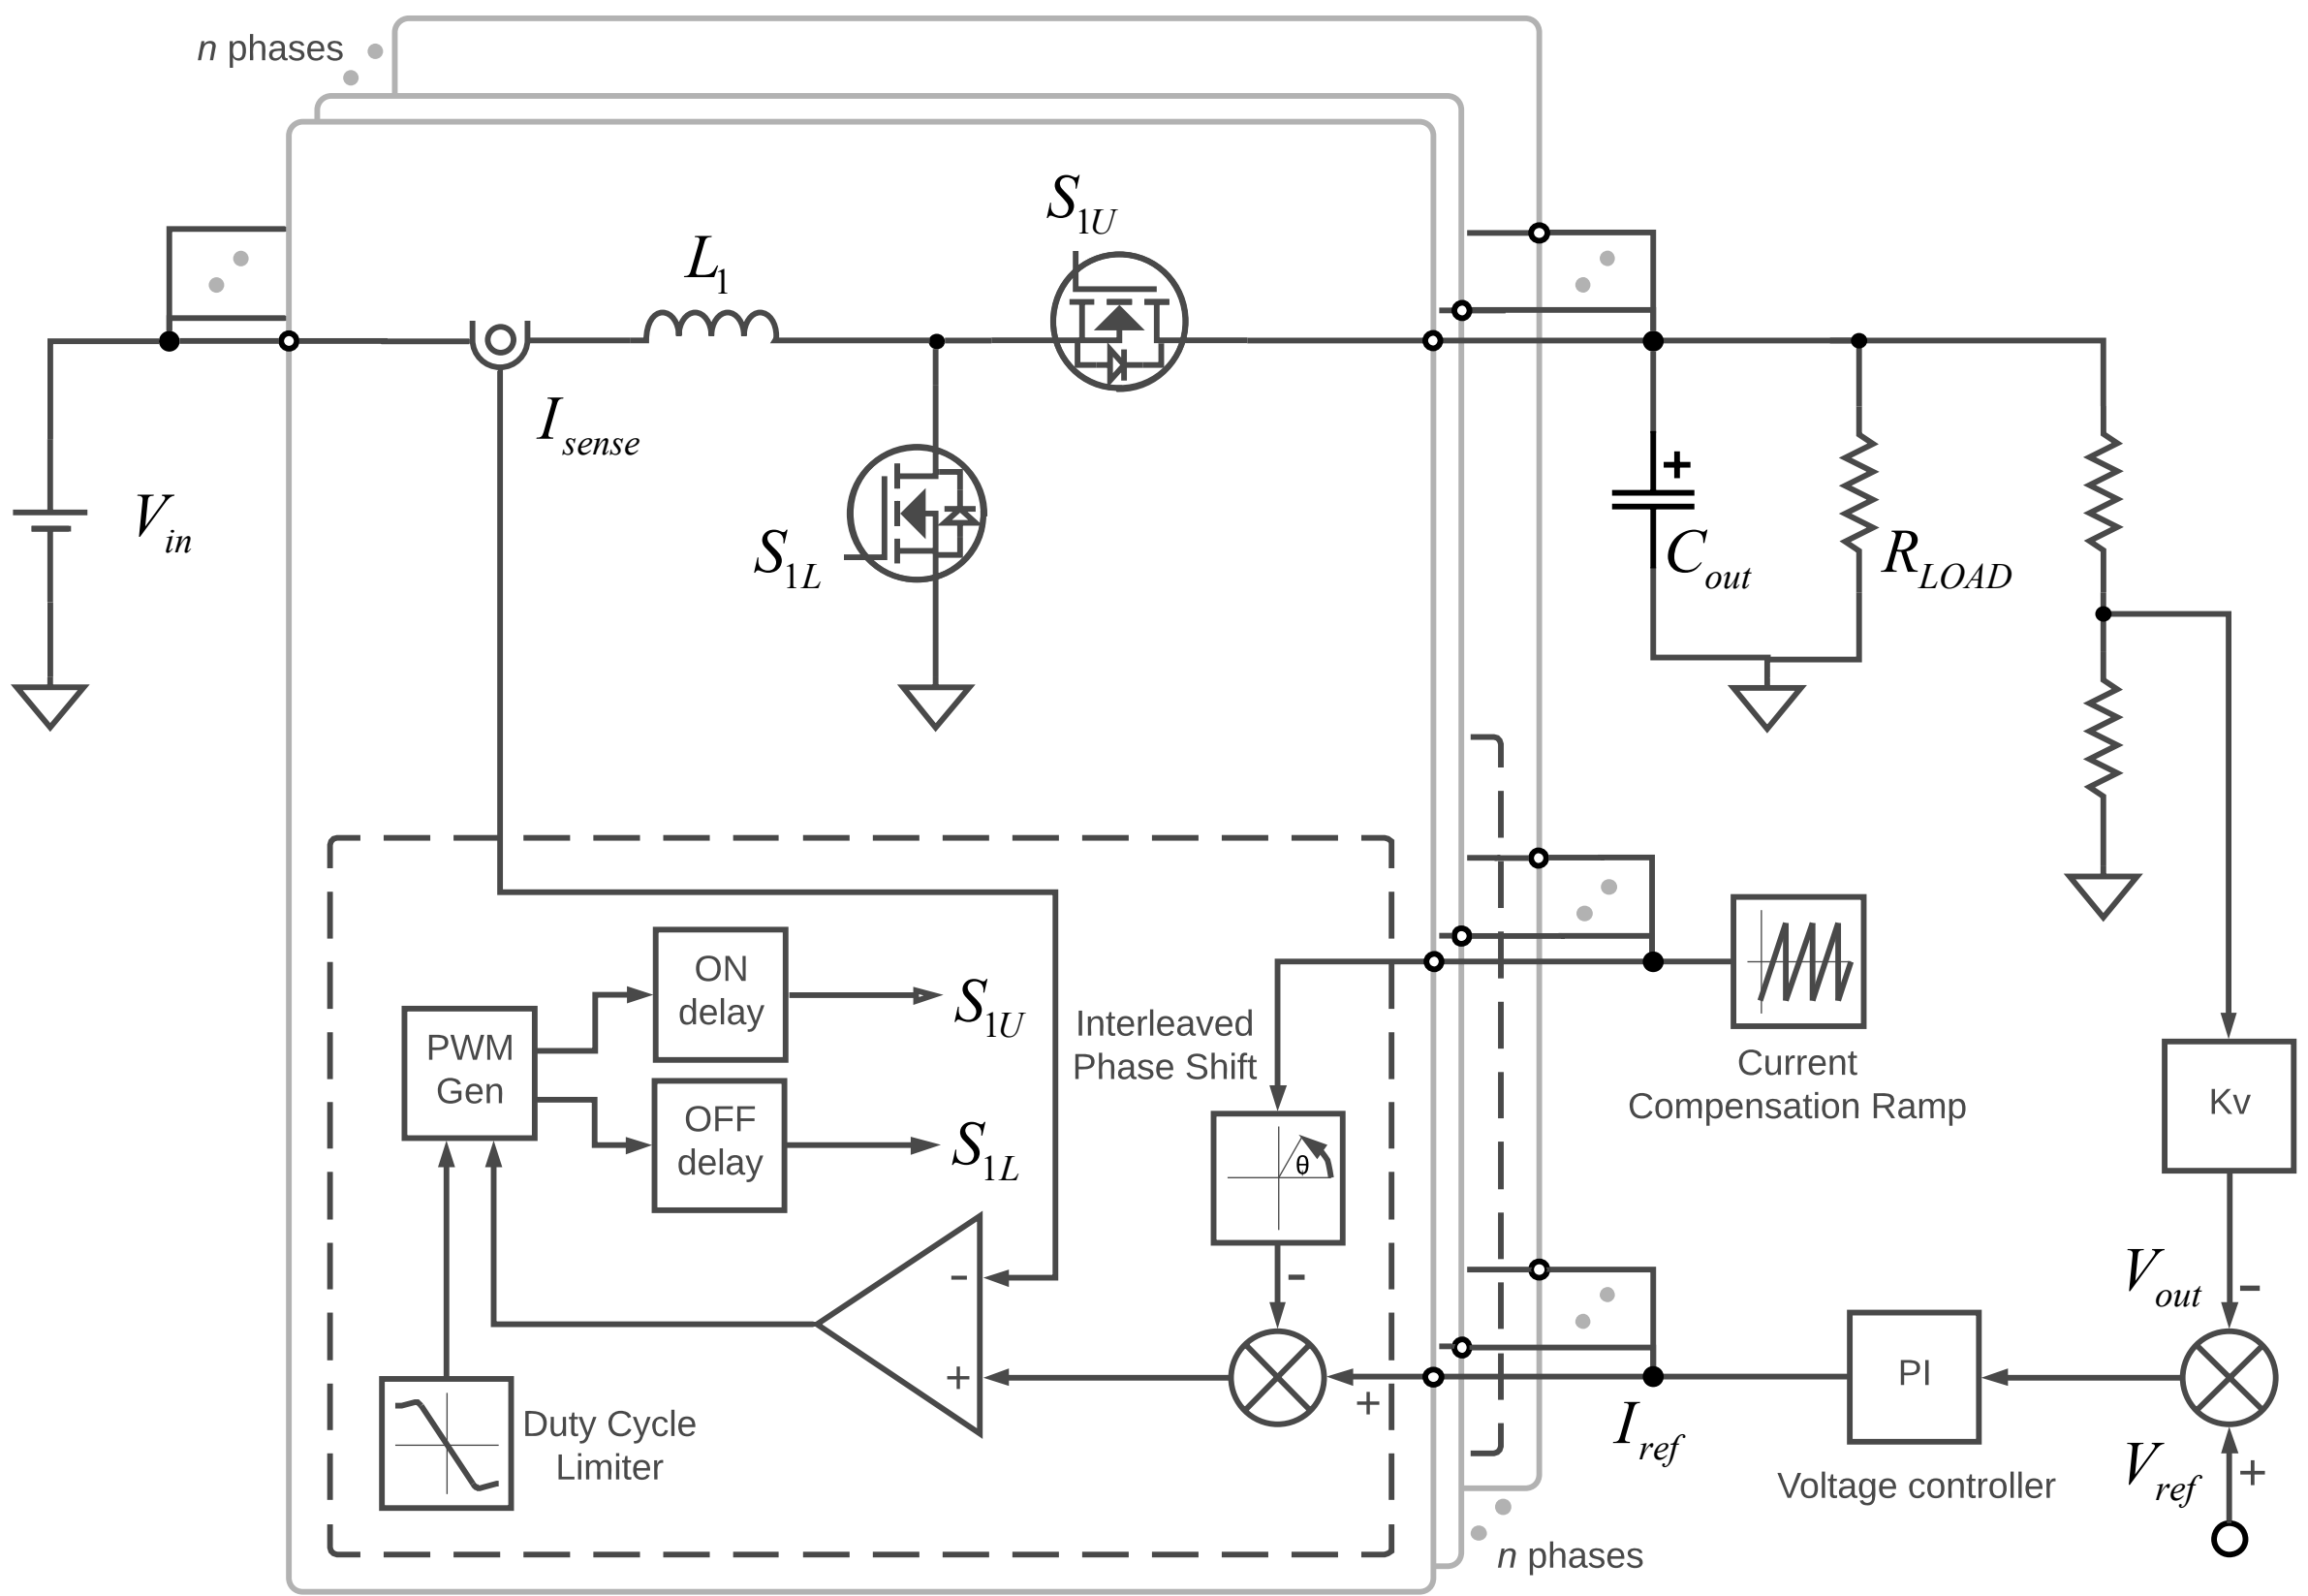 n phases
S1U
L1
Isense
Vin
S1L
+
Cout
RLOAD
ON
delay
S1U
PWM
Gen
OFF
delay
S1L
Interleaved
Phase Shift
θ
Current
Compensation Ramp
Kv
-
-
+
Duty Cycle
Limiter
+
Iref
PI
Voltage controller
Vout
-
Vref
+
n phases